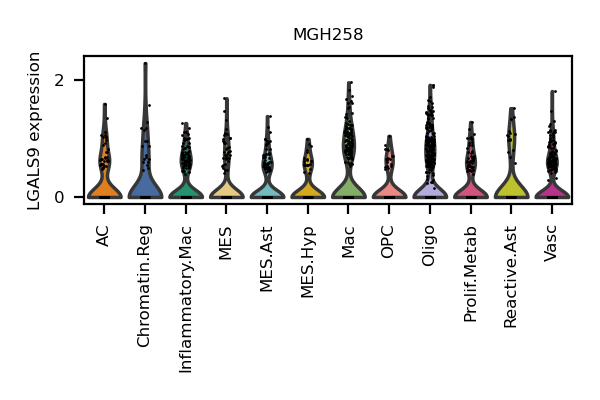 MGH258
LGALS9 expression
2
0
AC
Chromatin.Reg
Inflammatory.Mac
MES
MES.Ast
MES.Hyp
Mac
OPC
Oligo
Prolif.Metab
Reactive.Ast
Vasc